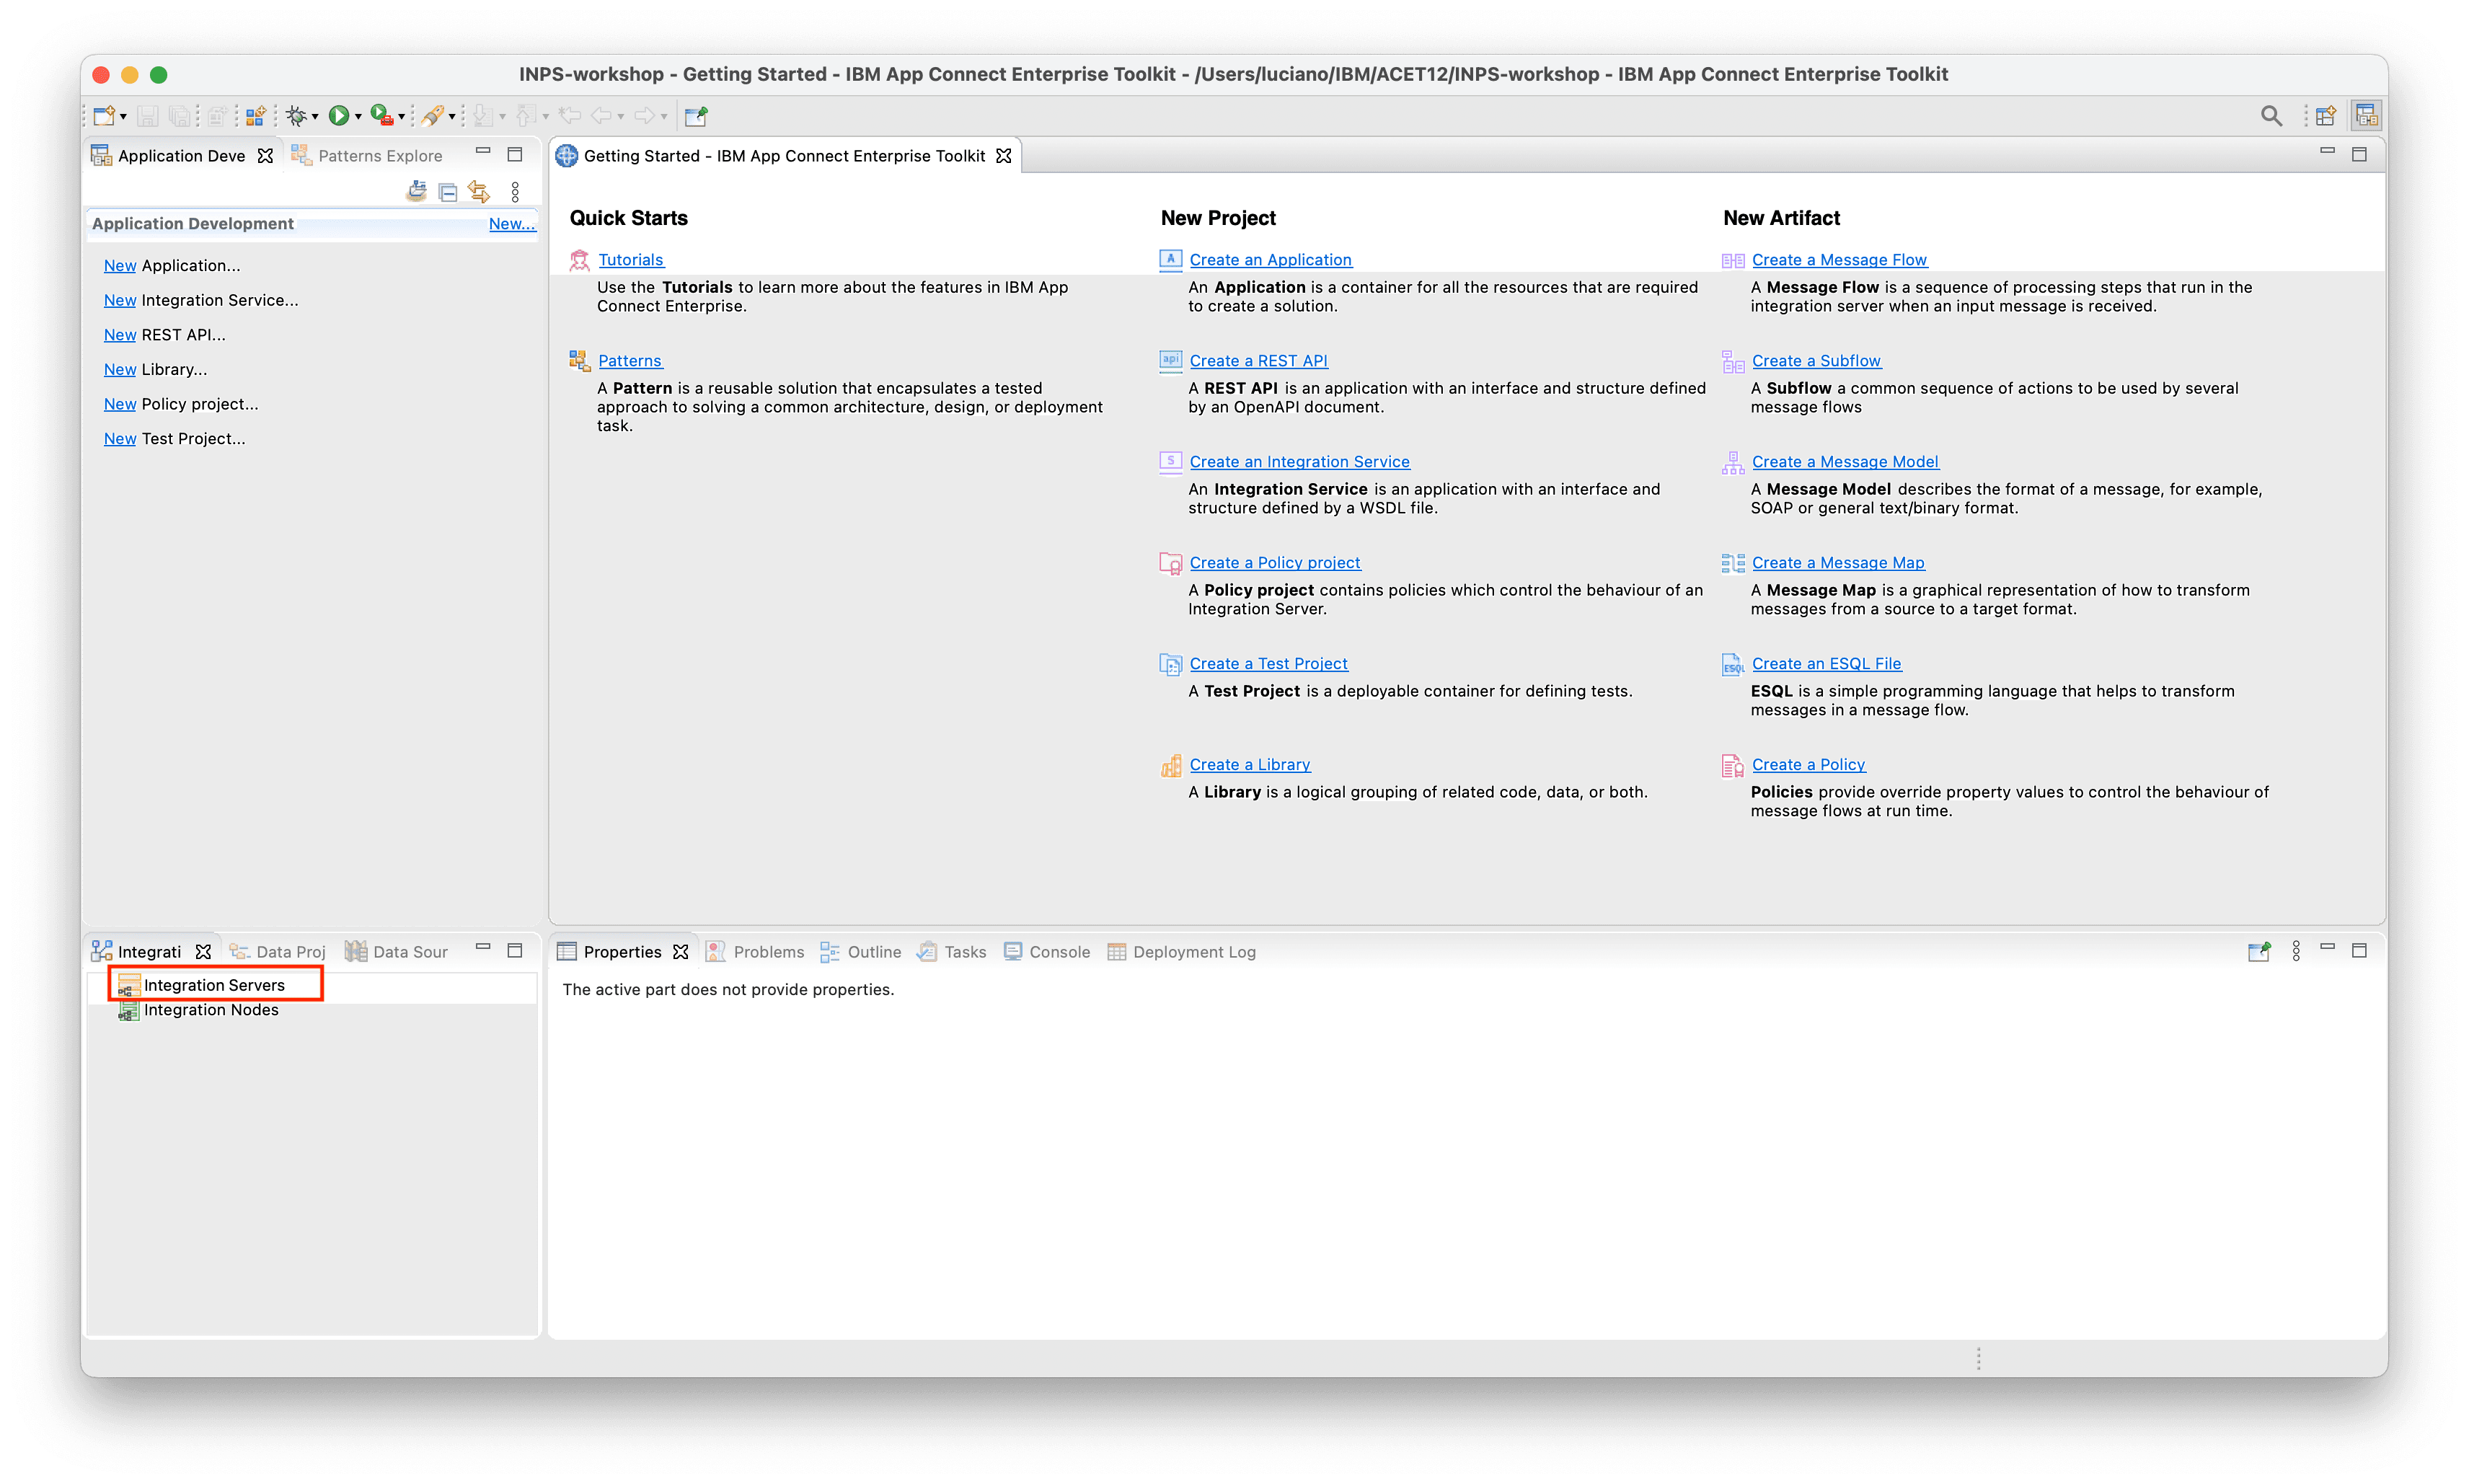 INPS-workshop - Getting Started - IBM App Connect Enterprise Toolkit - /Users/luciano/IBM/ACET12/INPS-workshop - IBM App Connect Enterprise Toolkit
Application Deve
Patterns Explore
Application Development
New...
New Application...
New Integration Service...
New REST API...
New Library...
New Policy project...
New Test Project...
Getting Started - IBM App Connect Enterprise Toolkit
Quick Starts
Tutorials
Use the Tutorials to learn more about the features in IBM App
Connect Enterprise.
Patterns
A Pattern is a reusable solution that encapsulates a tested
approach to solving a common architecture, design, or deployment
task.
New Project
A
Create an Application
An Application is a container for all the resources that are required
to create a solution.
api
Create a REST API
A REST API is an application with an interface and structure defined
by an OpenAPI document.
S
Create an Integration Service
An Integration Service is an application with an interface and
structure defined by a WSDL file.
Create a Policy project
A Policy project contains policies which control the behaviour of an
Integration Server.
Create a Test Project
A Test Project is a deployable container for defining tests.
Create a Library
A Library is a logical grouping of related code, data, or both.
New Artifact
Create a Message Flow
A Message Flow is a sequence of processing steps that run in the
integration server when an input message is received.
Create a Subflow
A Subflow a common sequence of actions to be used by several
message flows
Create a Message Model
A Message Model describes the format of a message, for example,
SOAP or general text/binary format.
Create a Message Map
A Message Map is a graphical representation of how to transform
messages from a source to a target format.
ESQL
Create an ESQL File
ESQL is a simple programming language that helps to transform
messages in a message flow.
Create a Policy
Policies provide override property values to control the behaviour of
message flows at run time.
Integrati
Data Proj
Data Sour
Integration Servers
Integration Nodes
Properties
Problems
Outline
Tasks
Console
Deployment Log
The active part does not provide properties.